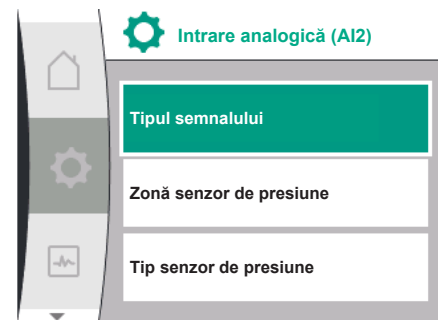 Intrare analogică (AI2)
Tipul semnalului
Zonă senzor de presiune
Tip senzor de presiune